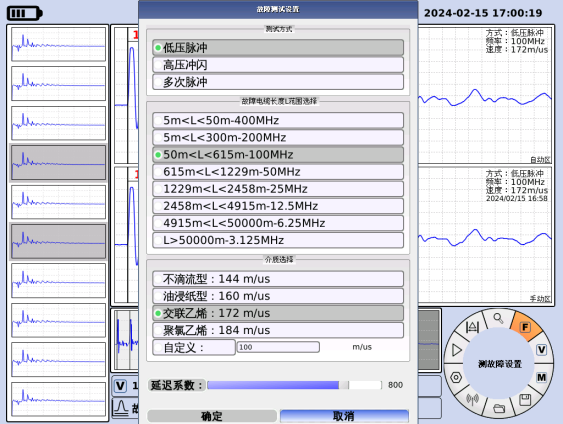 故障测试设置
2024-02-15 17:00:19
测试方式
低压脉冲
高压冲闪
多次脉冲
方式：低压脉冲
频率：100MHz
速度：172m/us
自动区
故障电缆长度L范围选择
5m<L<50m-400MHz
5m<L<300m-200MHz
50m<L<615m-100MHz
615m<L<1229m-50MHz
1229m<L<2458m-25MHz
2458m<L<4915m-12.5MHz
4915m<L<50000m-6.25MHz
L>50000m-3.125MHz
方式：低压脉冲
频率：100MHz
速度：172m/us
2024/02/15 16:58
手动区
介质选择
不滴流型：144 m/us
油浸纸型：160 m/us
交联乙烯：172 m/us
聚氯乙烯：184 m/us
自定义：
100
m/us
延迟系数：
800
确定
取消
V
F
V
M
测故障设置